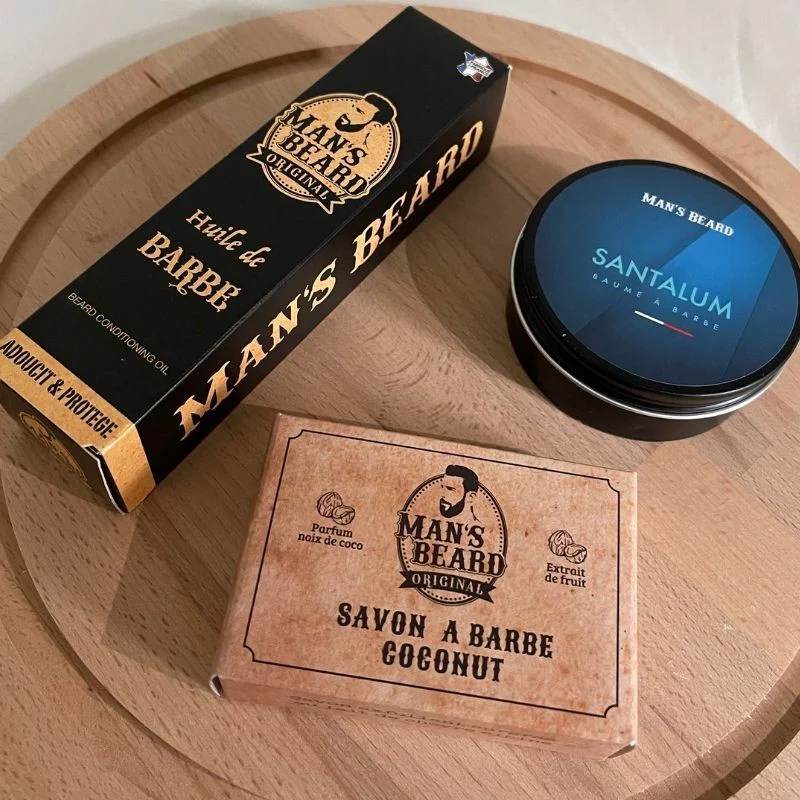 MAN'S
BEARD
ORIGINAL
Huile de
BARBE
BEARD CONDITIONING OIL
ADOUCIT & PROTEGE
MAN'S BEARD
MAN'S BEARD
SANTALUM
BAUME À BARBE
Parfum
noix de coco
MAN'S
BEARD
ORIGINAL
Extrait
de fruit
SAVON A BARBE
COCONUT